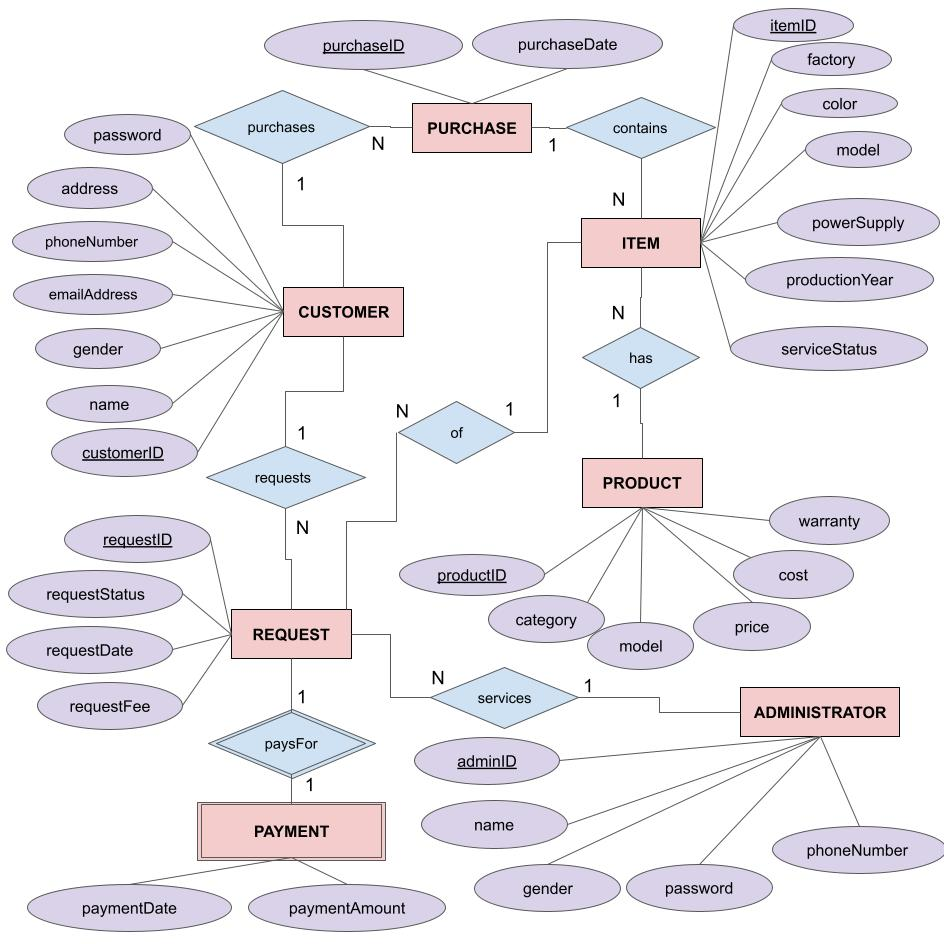 itemID
purchaseID
purchaseDate
factory
color
purchases
N
PURCHASE
1
contains
password
model
1
address
N
powerSupply
phoneNumber
ITEM
emailAddress
productionYear
CUSTOMER
N
gender
has
serviceStatus
name
N
1
1
1
of
customerID
requests
PRODUCT
N
warranty
requestID
productID
cost
requestStatus
category
price
REQUEST
model
requestDate
N
1
requestFee
1
services
ADMINISTRATOR
paysFor
adminID
1
name
PAYMENT
phoneNumber
gender
password
paymentDate
paymentAmount